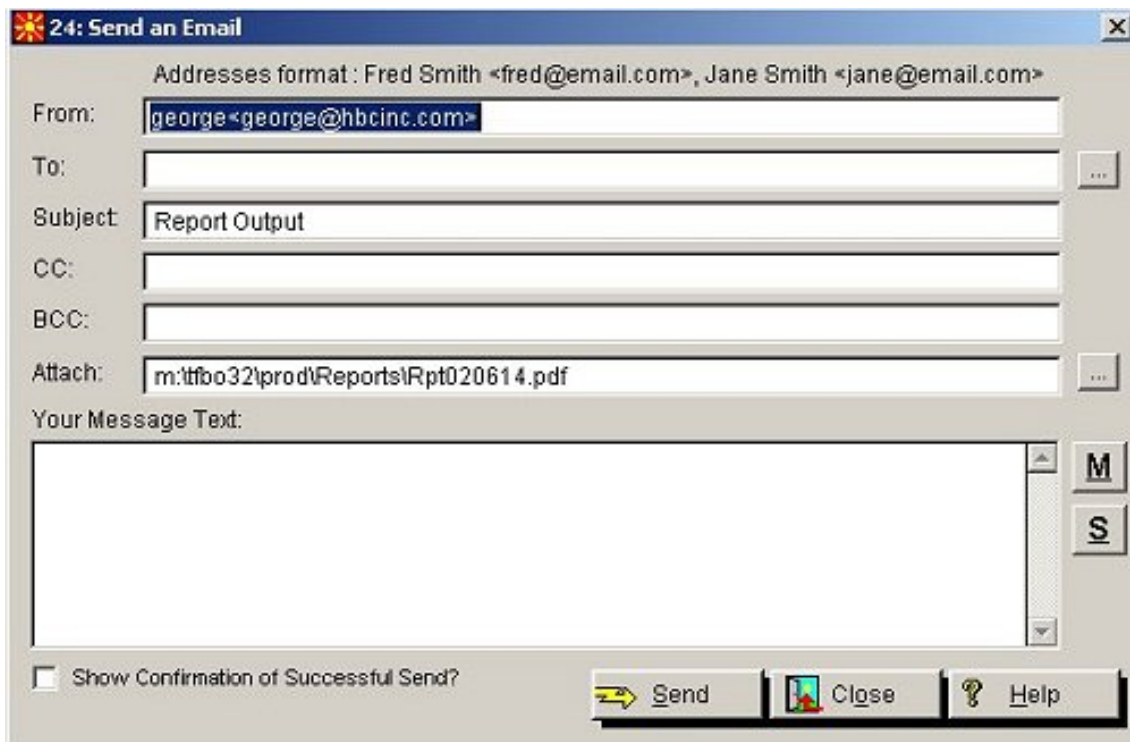 24: Send an Email
Addresses format : Fred Smith <fred@email.com>, Jane Smith <jane@email.com>
From: george<george@hbcinc.com>
To:
...
Subject: Report Output
CC:
BCC:
Attach: m:\tfbo32\prod\Reports\Rpt020614.pdf
...
Your Message Text:
M
S
Show Confirmation of Successful Send?
Send Close Help